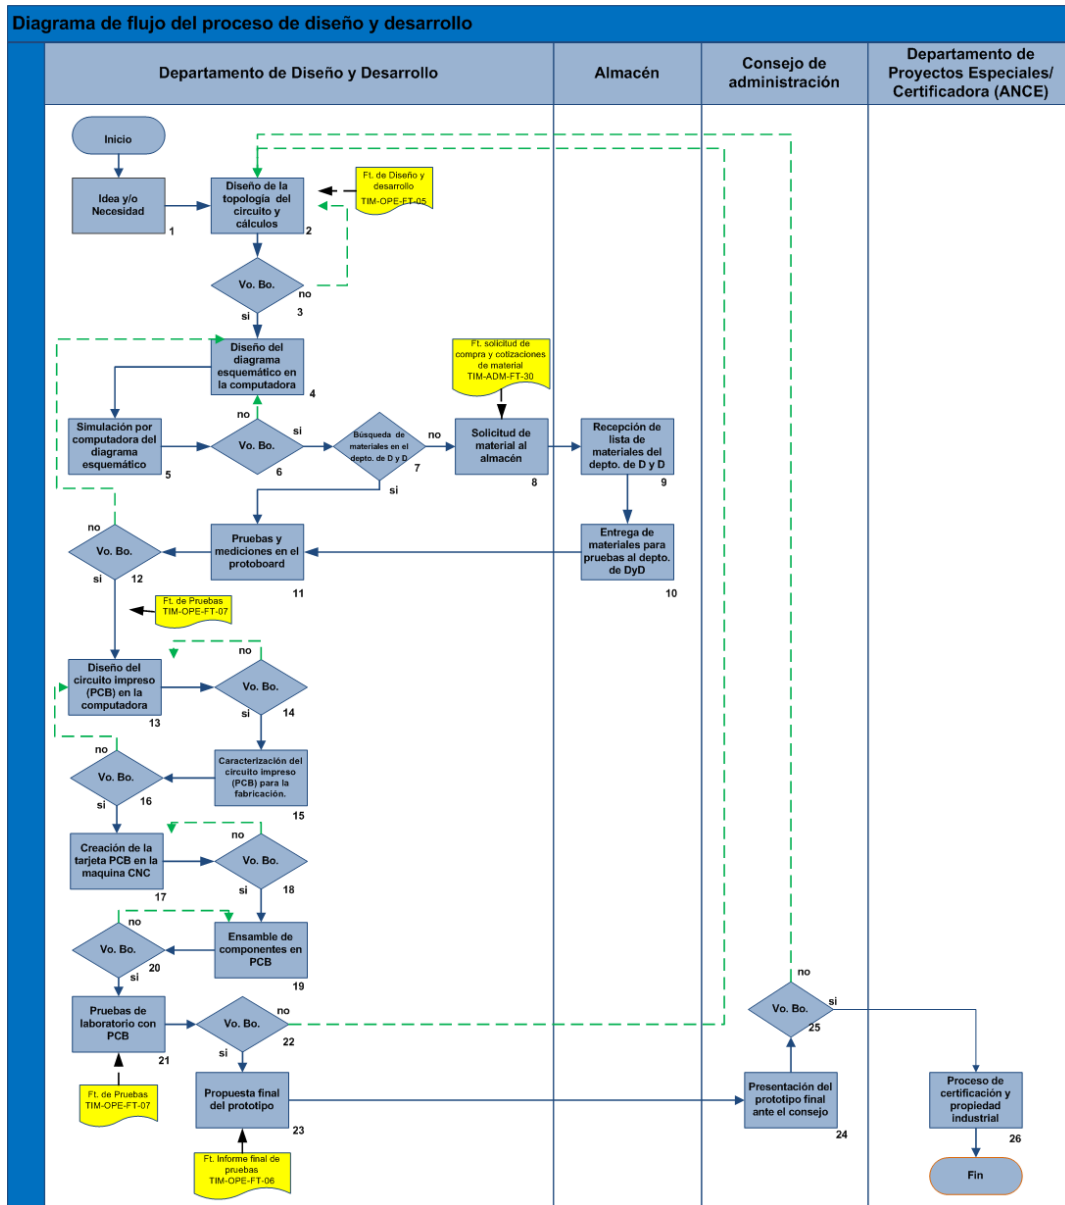 Diagrama de flujo del proceso de diseño y desarrollo
Departamento de Diseño y Desarrollo
Almacén
Consejo de
administración
Departamento de
Proyectos Especiales/
Certificadora (ANCE)
Inicio
Idea y/o
Necesidad
1
Diseño de la
topología del
circuito y
cálculos
2
Ft. de Diseño y
desarrollo
TIM-OPE-FT-05
Vo. Bo.
no
si
3
Diseño del
diagrama
esquemático en
la computadora
4
Ft. solicitud de
compra y cotizaciones
de material
TIM-ADM-FT-30
Simulación por
computadora del
diagrama
esquemático
5
no
Vo. Bo.
si
6
Búsqueda de
materiales en el
depto. de D y D
no
7
si
Solicitud de
material al
almacén
8
Recepción de
lista de
materiales del
depto. de D y D
9
Entrega de
materiales para
pruebas al depto.
de DyD
10
Pruebas y
mediciones en el
protoboard
11
no
Vo. Bo.
si
12
Ft. de Pruebas
TIM-OPE-FT-07
Diseño del
circuito impreso
(PCB) en la
computadora
13
no
Vo. Bo.
si
14
Caracterización del
circuito impreso
(PCB) para la
fabricación.
15
no
Vo. Bo.
si
16
Creación de la
tarjeta PCB en la
maquina CNC
17
no
Vo. Bo.
si
18
Ensamble de
componentes en
PCB
19
no
Vo. Bo.
si
20
Pruebas de
laboratorio con
PCB
21
Ft. de Pruebas
TIM-OPE-FT-07
Vo. Bo.
no
si
22
Propuesta final
del prototipo
23
Ft. Informe final de
pruebas
TIM-OPE-FT-06
Presentación del
prototipo final
ante el consejo
24
no
Vo. Bo.
si
25
Proceso de
certificación y
propiedad
industrial
26
Fin